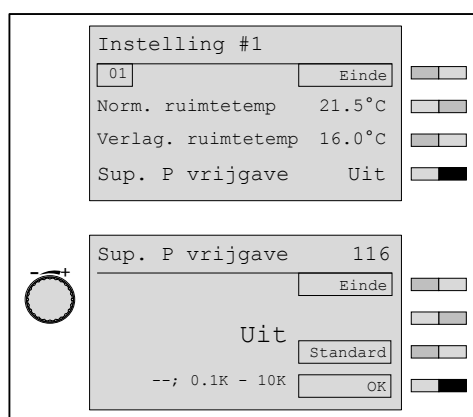 Instelling #1
01 Einde
Norm. ruimtetemp 21.5°C
Verlag. ruimtetemp 16.0°C
Sup. P vrijgave Uit
Sup. P vrijgave 116
- +
Einde
Uit
Standard
--; 0.1K - 10K OK